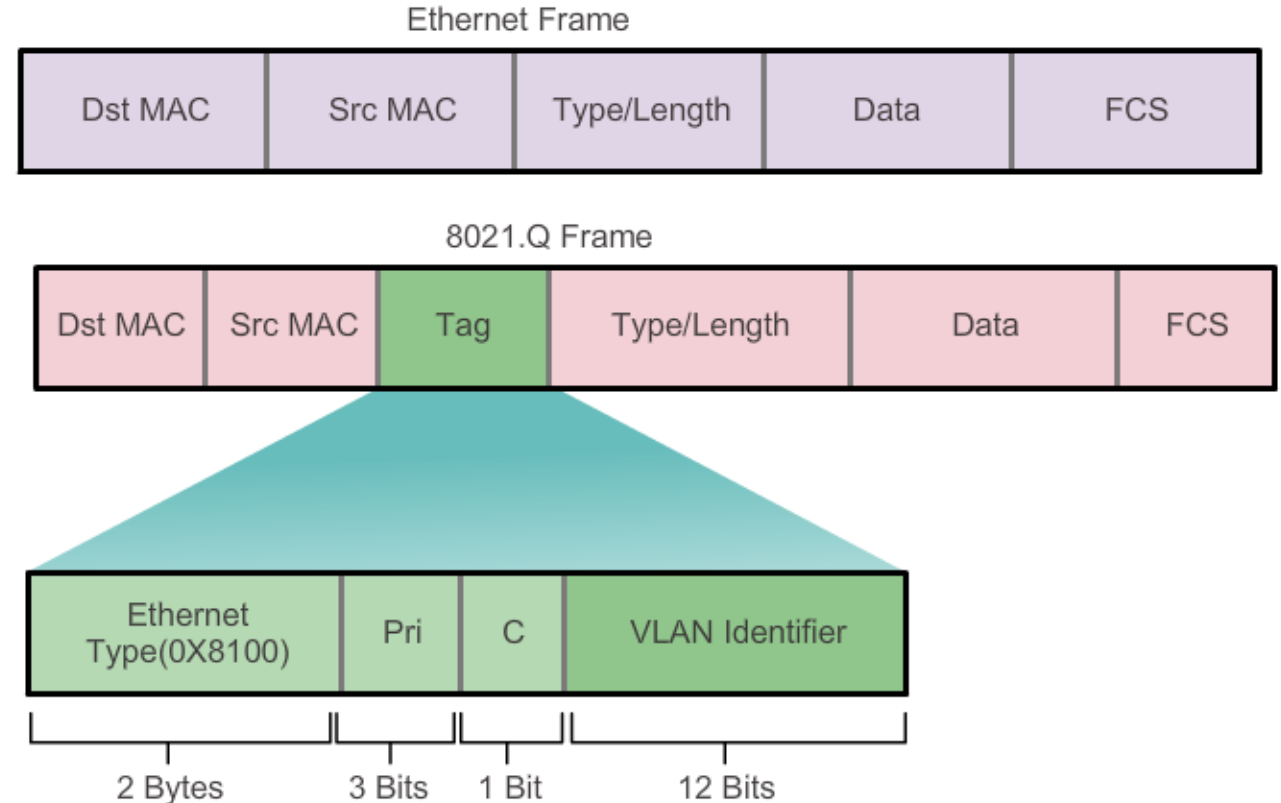 Ethernet Frame
Dst MAC
Src MAC
Type/Length
Data
FCS
8021.Q Frame
Dst MAC
Src MAC
Tag
Type/Length
Data
FCS
Ethernet
Type(0X8100)
Pri
C
VLAN Identifier
2 Bytes
3 Bits
1 Bit
12 Bits